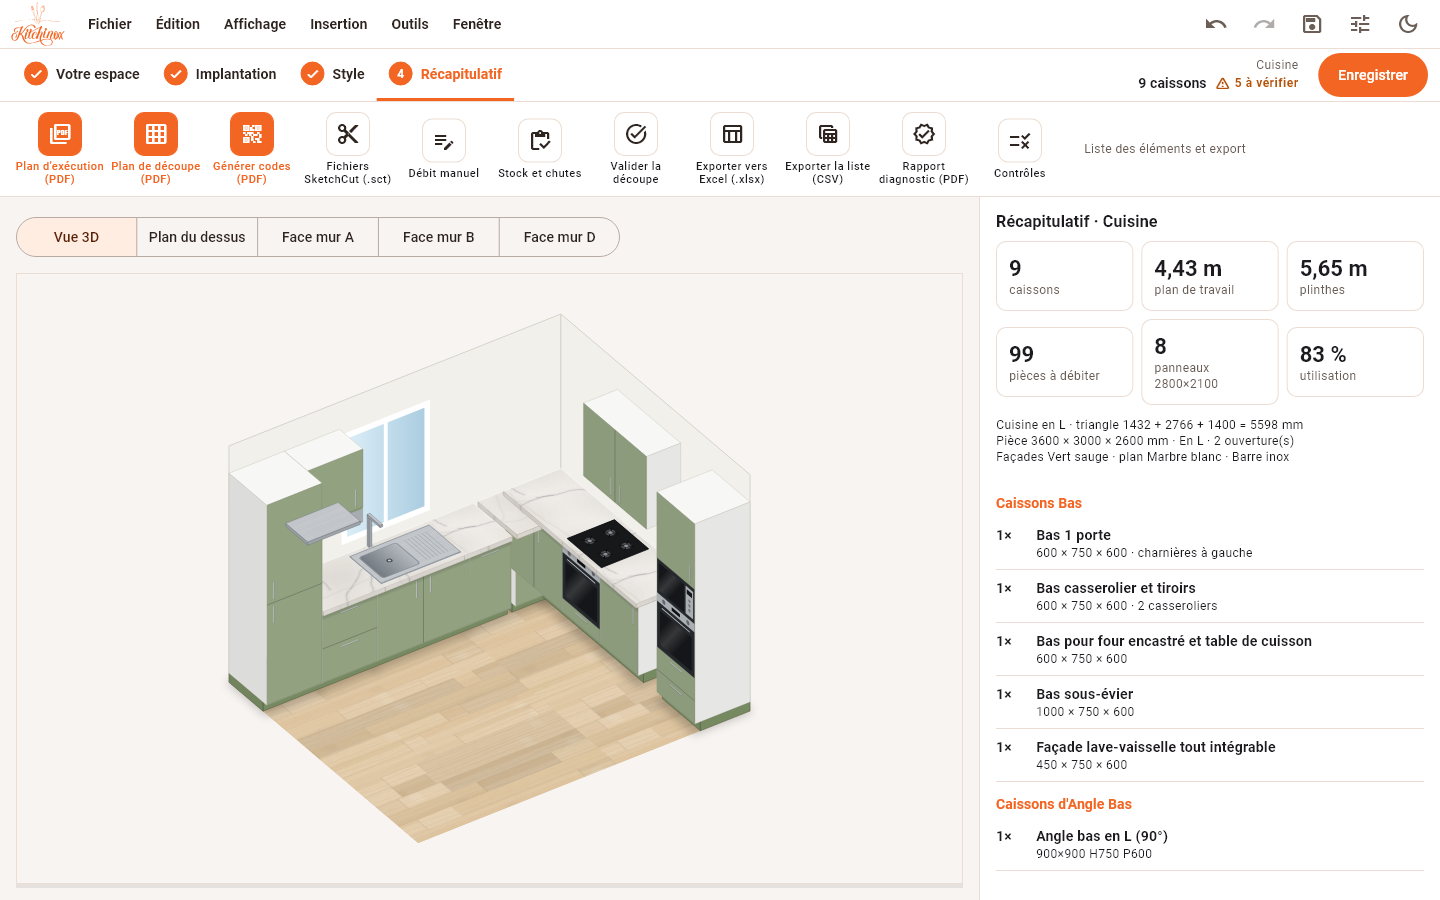 Kitchinox
Fichier
Édition
Affichage
Insertion
Outils
Fenêtre
Votre espace
Implantation
Style
4
Récapitulatif
Cuisine
9 caissons
5 à vérifier
Enregistrer
PDF
Plan d'exécution
(PDF)
Plan de découpe
(PDF)
Générer codes
(PDF)
Fichiers
SketchCut (.sct)
Débit manuel
Stock et chutes
Valider la
découpe
Exporter vers
Excel (.xlsx)
Exporter la liste
(CSV)
Rapport
diagnostic (PDF)
Contrôles
Liste des éléments et export
Vue 3D
Plan du dessus
Face mur A
Face mur B
Face mur D
Récapitulatif · Cuisine
9
caissons
4,43 m
plan de travail
5,65 m
plinthes
99
pièces à débiter
8
panneaux
2800×2100
83 %
utilisation
Cuisine en L · triangle 1432 + 2766 + 1400 = 5598 mm
Pièce 3600 × 3000 × 2600 mm · En L · 2 ouverture(s)
Façades Vert sauge · plan Marbre blanc · Barre inox
Caissons Bas
1× Bas 1 porte
600 × 750 × 600 · charnières à gauche
1× Bas casserolier et tiroirs
600 × 750 × 600 · 2 casseroliers
1× Bas pour four encastré et table de cuisson
600 × 750 × 600
1× Bas sous-évier
1000 × 750 × 600
1× Façade lave-vaisselle tout intégrable
450 × 750 × 600
Caissons d'Angle Bas
1× Angle bas en L (90°)
900×900 H750 P600